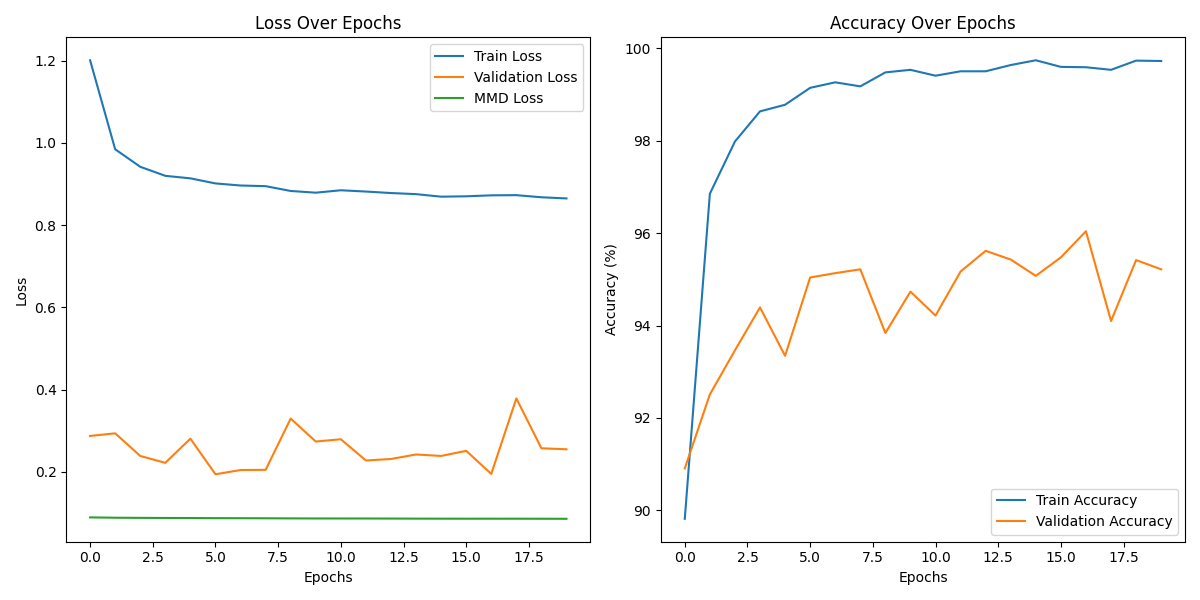 Loss Over Epochs
Train Loss
Validation Loss
MMD Loss
1.2
1.0
0.8
0.6
0.4
0.2
Loss
0.0 2.5 5.0 7.5 10.0 12.5 15.0 17.5
Epochs
Accuracy Over Epochs
100
98
96
94
92
90
Accuracy (%)
Train Accuracy
Validation Accuracy
0.0 2.5 5.0 7.5 10.0 12.5 15.0 17.5
Epochs